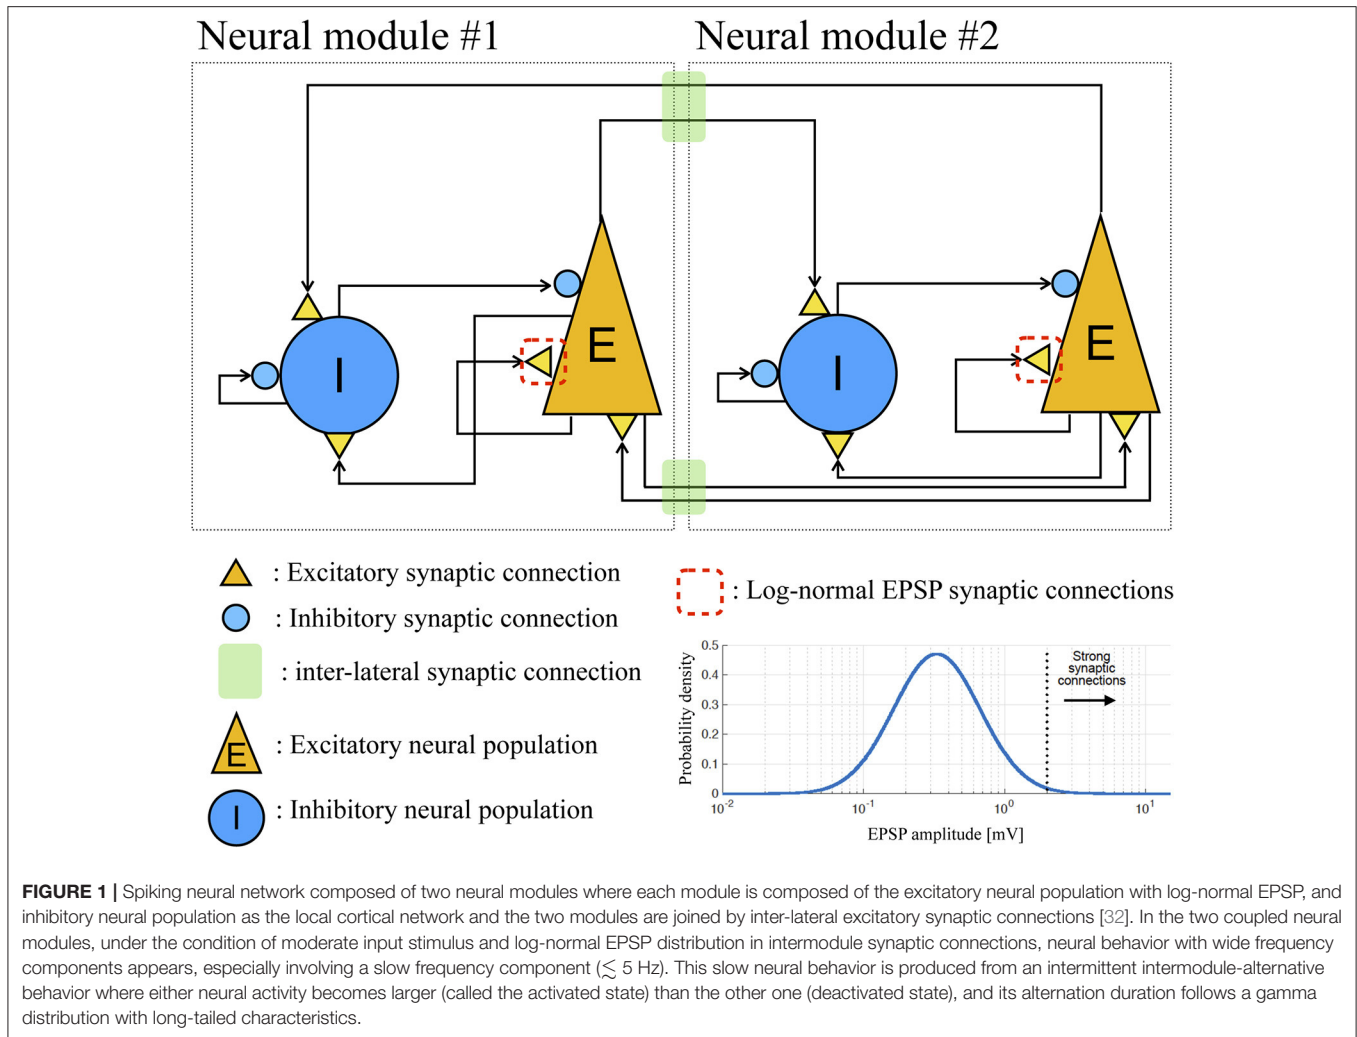 Neural module #1
Neural module #2
I
E
I
E
: Excitatory synaptic connection
: Inhibitory synaptic connection
: inter-lateral synaptic connection
E
: Excitatory neural population
I
: Inhibitory neural population
: Log-normal EPSP synaptic connections
Probability density
0.5
0.4
0.3
0.2
0.1
0
Strong
synaptic
connections
10⁻²
10⁻¹
10⁰
10¹
EPSP amplitude [mV]
FIGURE 1 | Spiking neural network composed of two neural modules where each module is composed of the excitatory neural population with log-normal EPSP, and
inhibitory neural population as the local cortical network and the two modules are joined by inter-lateral excitatory synaptic connections [32]. In the two coupled neural
modules, under the condition of moderate input stimulus and log-normal EPSP distribution in intermodule synaptic connections, neural behavior with wide frequency
components appears, especially involving a slow frequency component (≲ 5 Hz). This slow neural behavior is produced from an intermittent intermodule-alternative
behavior where either neural activity becomes larger (called the activated state) than the other one (deactivated state), and its alternation duration follows a gamma
distribution with long-tailed characteristics.